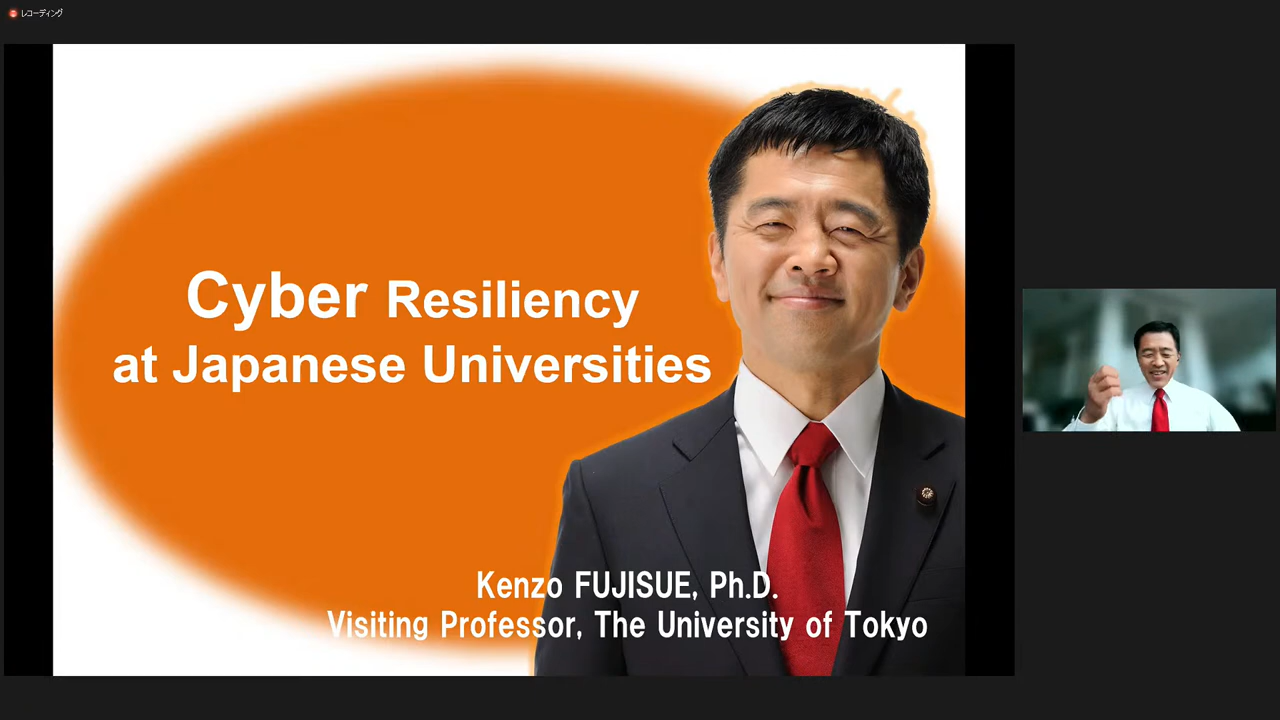 レコーディング
Cyber Resiliency
at Japanese Universities
Kenzo FUJISUE, Ph.D.
Visiting Professor, The University of Tokyo